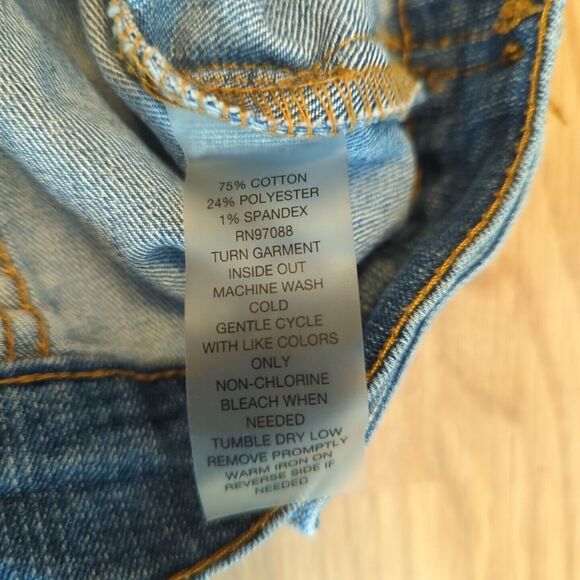 75% COTTON
24% POLYESTER
1% SPANDEX
RN97088
TURN GARMENT
INSIDE OUT
MACHINE WASH
COLD
GENTLE CYCLE
WITH LIKE COLORS
ONLY
NON-CHLORINE
BLEACH WHEN
NEEDED
TUMBLE DRY LOW
REMOVE PROMPTLY
WARM IRON ON
REVERSE SIDE IF
NEEDED